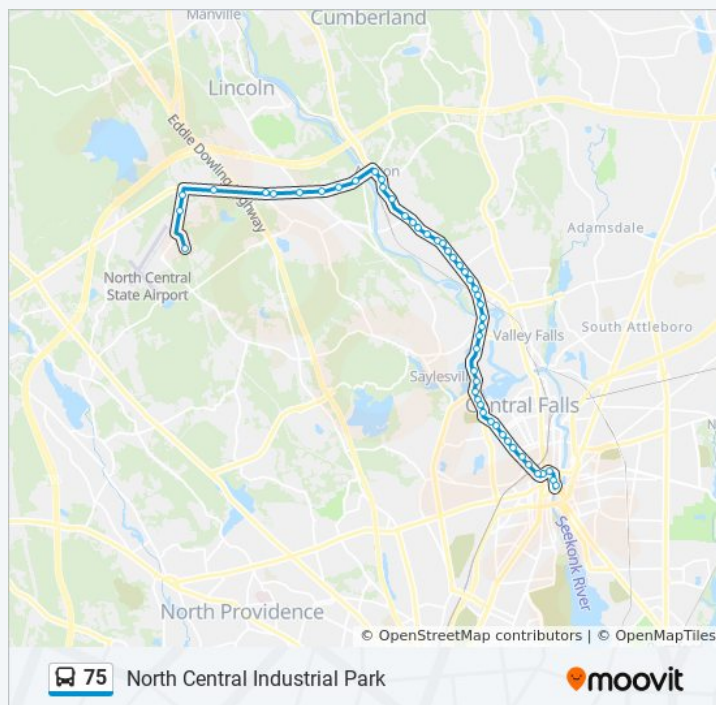 Manville
Cumberland
Lincoln
Eddie Dowling Highway
Adamsdale
North Central
State Airport
South Attleboro
Valley Falls
Central Falls
Seekonk River
North Providence
© OpenStreetMap contributors | © OpenMapTiles
75
North Central Industrial Park
moovit